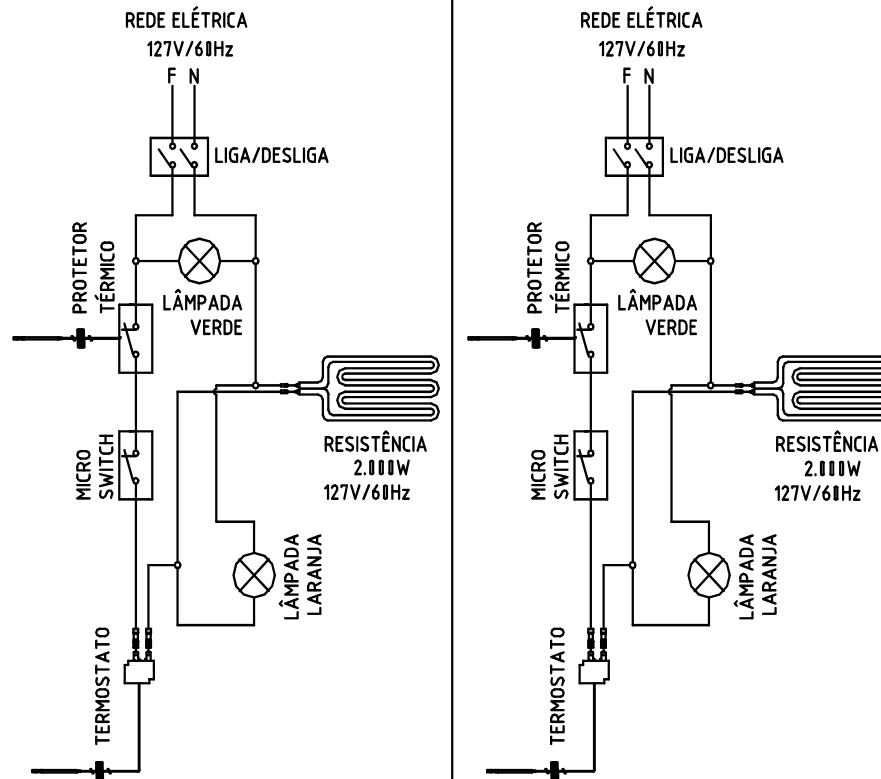 REDE ELÉTRICA
127V/60Hz
F N
LIGA/DESLIGA
PROTETOR
TÉRMICO
LÂMPADA
VERDE
RESISTÊNCIA
2.000W
127V/60Hz
MICRO
SWITCH
LÂMPADA
LARANJA
TERMOSTATO
REDE ELÉTRICA
127V/60Hz
F N
LIGA/DESLIGA
PROTETOR
TÉRMICO
LÂMPADA
VERDE
RESISTÊNCIA
2.000W
127V/60Hz
MICRO
SWITCH
LÂMPADA
LARANJA
TERMOSTATO